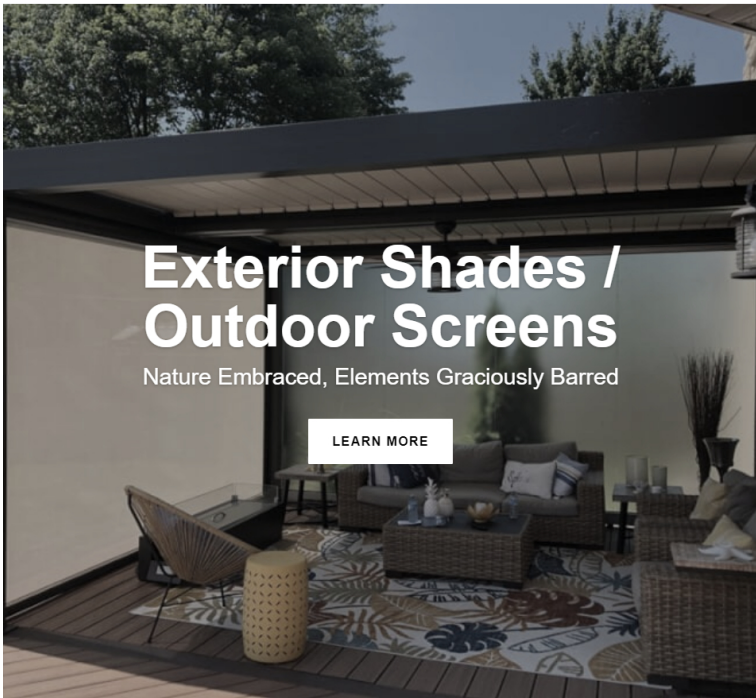 Exterior Shades /
Outdoor Screens
Nature Embraced, Elements Graciously Barred
LEARN MORE